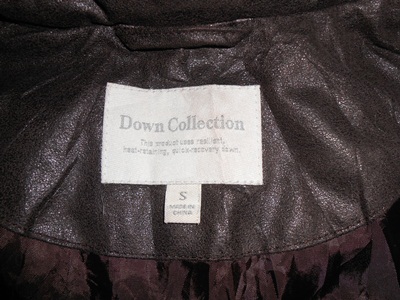 Down Collection
This product uses resilient,
heat-retaining, quick-recovery down.
S
MADE IN
CHINA